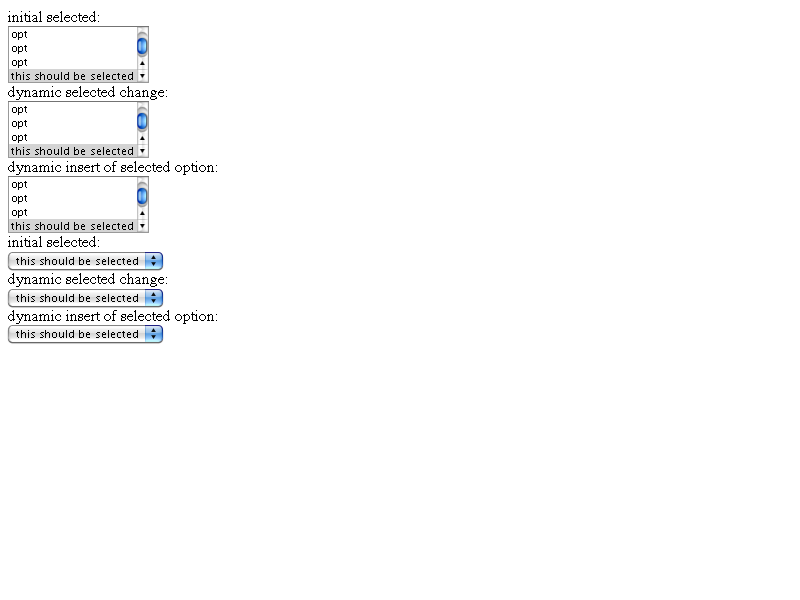 initial selected:
opt
opt
opt
this should be selected
dynamic selected change:
opt
opt
opt
this should be selected
dynamic insert of selected option:
opt
opt
opt
this should be selected
initial selected:
this should be selected
dynamic selected change:
this should be selected
dynamic insert of selected option:
this should be selected